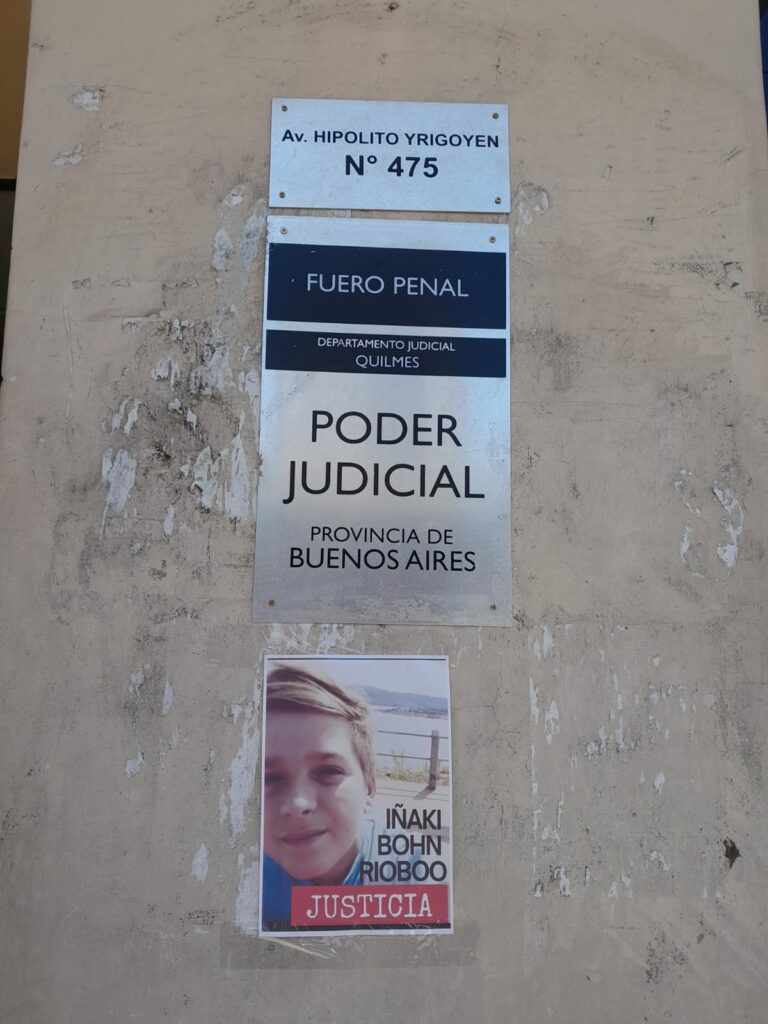 Av. HIPOLITO YRIGOYEN
N° 475
FUERO PENAL
DEPARTAMENTO JUDICIAL
QUILMES
PODER
JUDICIAL
PROVINCIA DE
BUENOS AIRES
IÑAKI
BOHN
RIOBOO
JUSTICIA